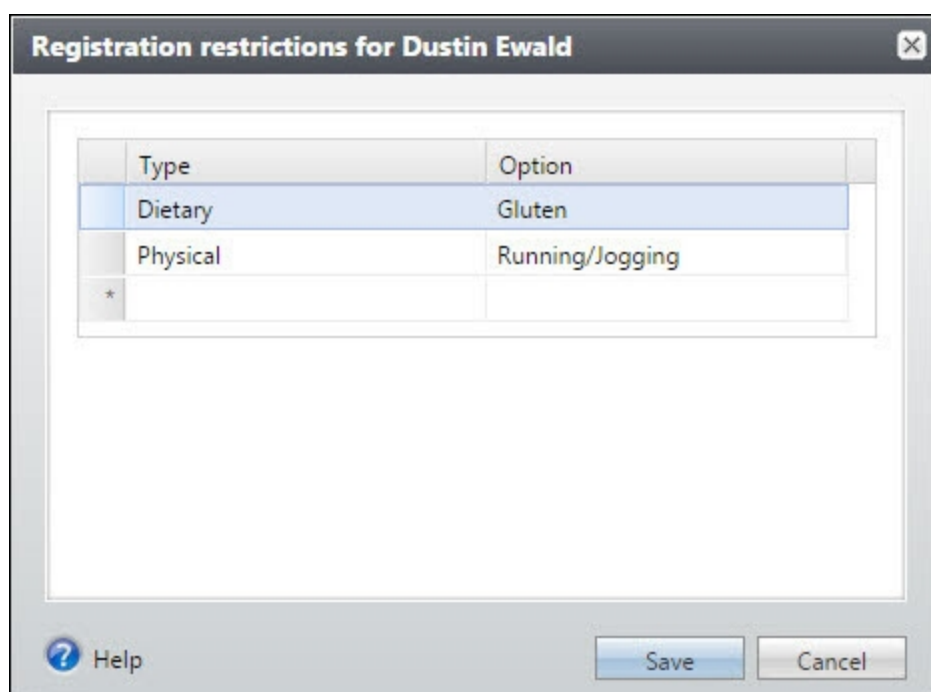 Registration restrictions for Dustin Ewald
Type Option
Dietary Gluten
Physical Running/Jogging
*
? Help Save Cancel